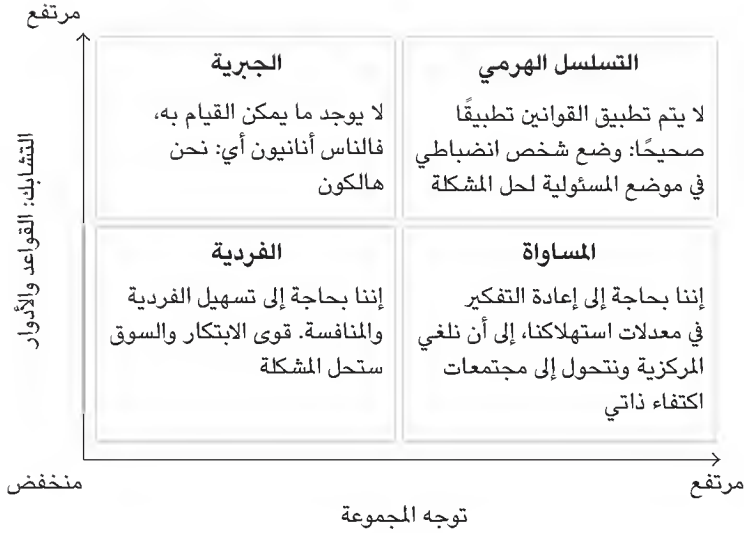 مرتفع
التسلسل الهرمي
لا يتم تطبيق القوانين تطبيقًا
صحيحًا: وضع شخص انضباطي
في موضع المسئولية لحل المشكلة
الجبرية
لا يوجد ما يمكن القيام به،
فالناس أنانيون أي: نحن
هالكون
التشابك: القواعد والأدوار
المساواة
إننا بحاجة إلى إعادة التفكير
في معدلات استهلاكنا، إلى أن نلغي
المركزية ونتحول إلى مجتمعات
اكتفاء ذاتي
الفردية
إننا بحاجة إلى تسهيل الفردية
والمنافسة. قوى الابتكار والسوق
ستحل المشكلة
مرتفع
منخفض
توجه المجموعة